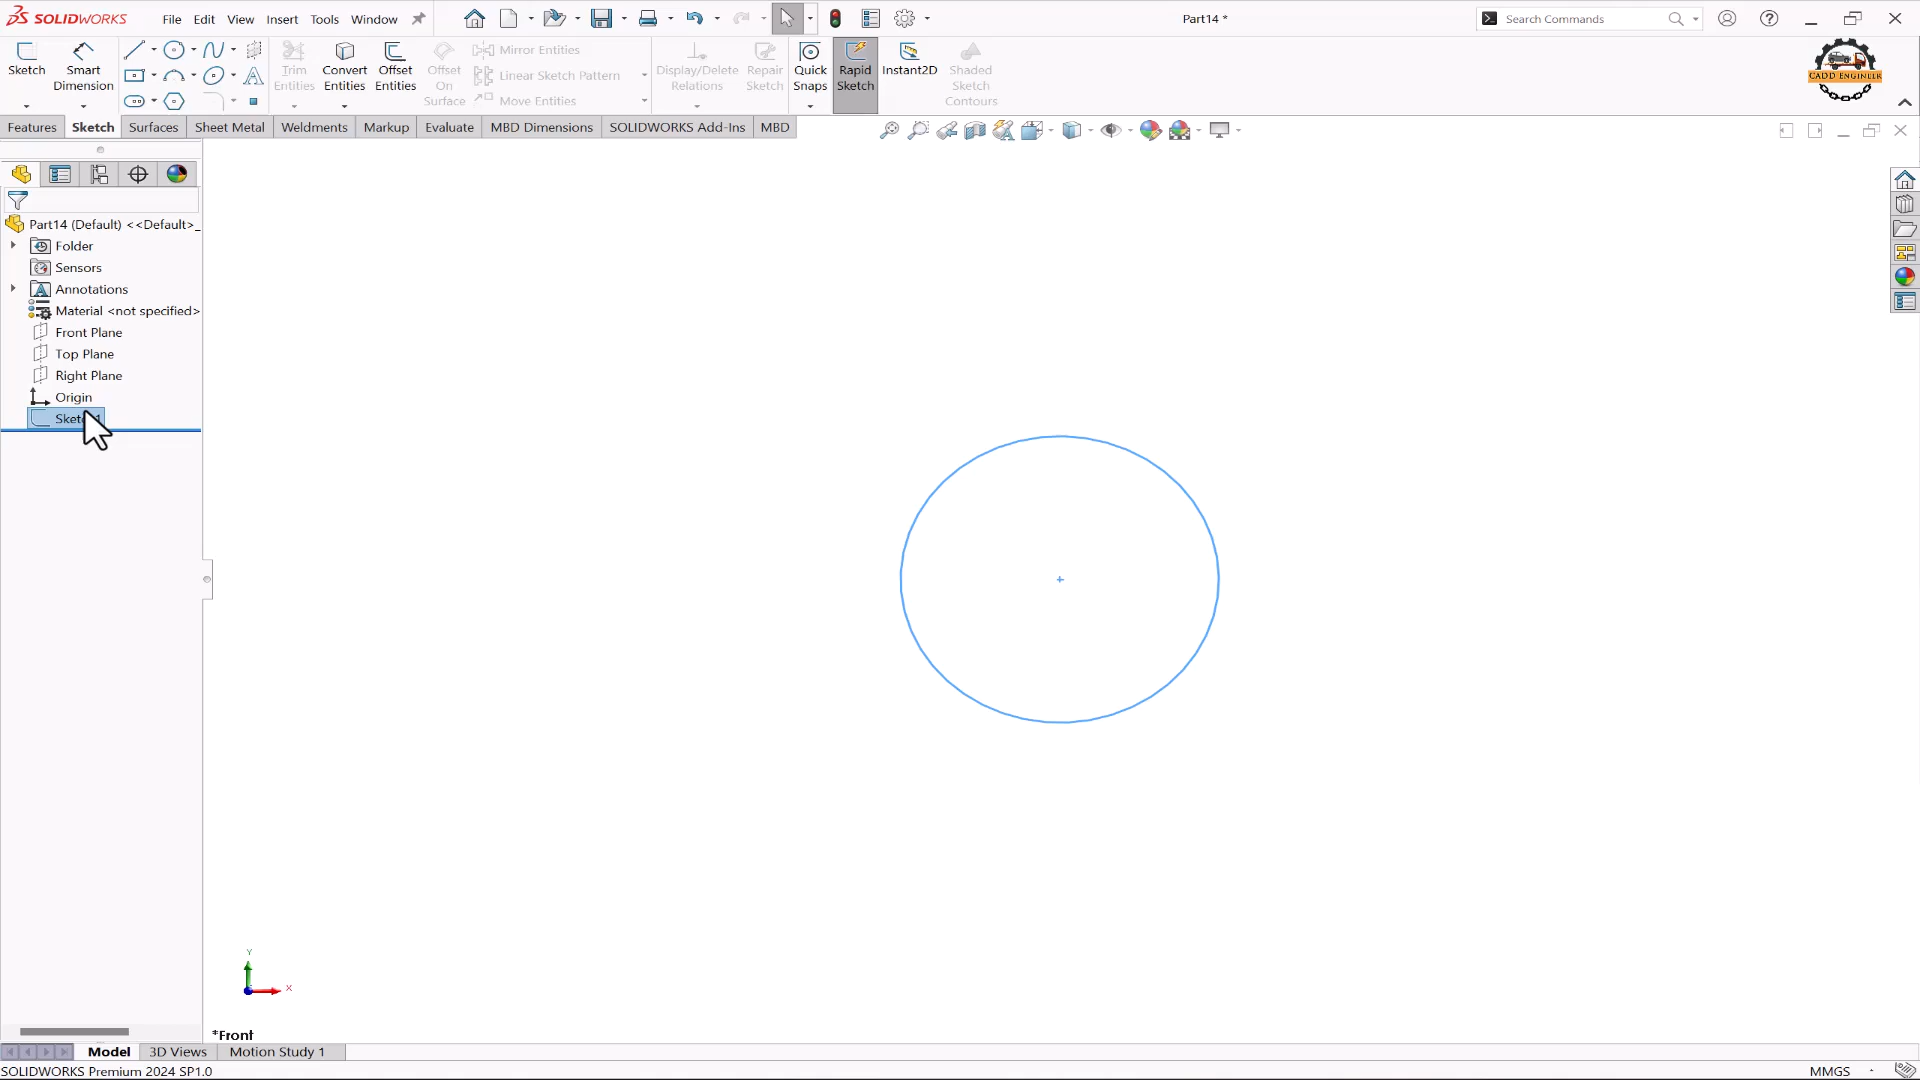 SOLIDWORKS
File
Edit
View
Insert
Tools
Window
Part14 *
Search Commands
Sketch
Smart
Dimension
Trim
Entities
Convert
Entities
Offset
Entities
Offset
On
Surface
Mirror Entities
Linear Sketch Pattern
Move Entities
Display/Delete
Relations
Repair
Sketch
Quick
Snaps
Rapid
Sketch
Instant2D
Shaded
Sketch
Contours
CADD ENGINEER
Features
Sketch
Surfaces
Sheet Metal
Weldments
Markup
Evaluate
MBD Dimensions
SOLIDWORKS Add-Ins
MBD
Part14 (Default) <<Default>_
Folder
Sensors
Annotations
Material <not specified>
Front Plane
Top Plane
Right Plane
Origin
Y
X
*Front
Model
3D Views
Motion Study 1
SOLIDWORKS Premium 2024 SP1.0
MMGS